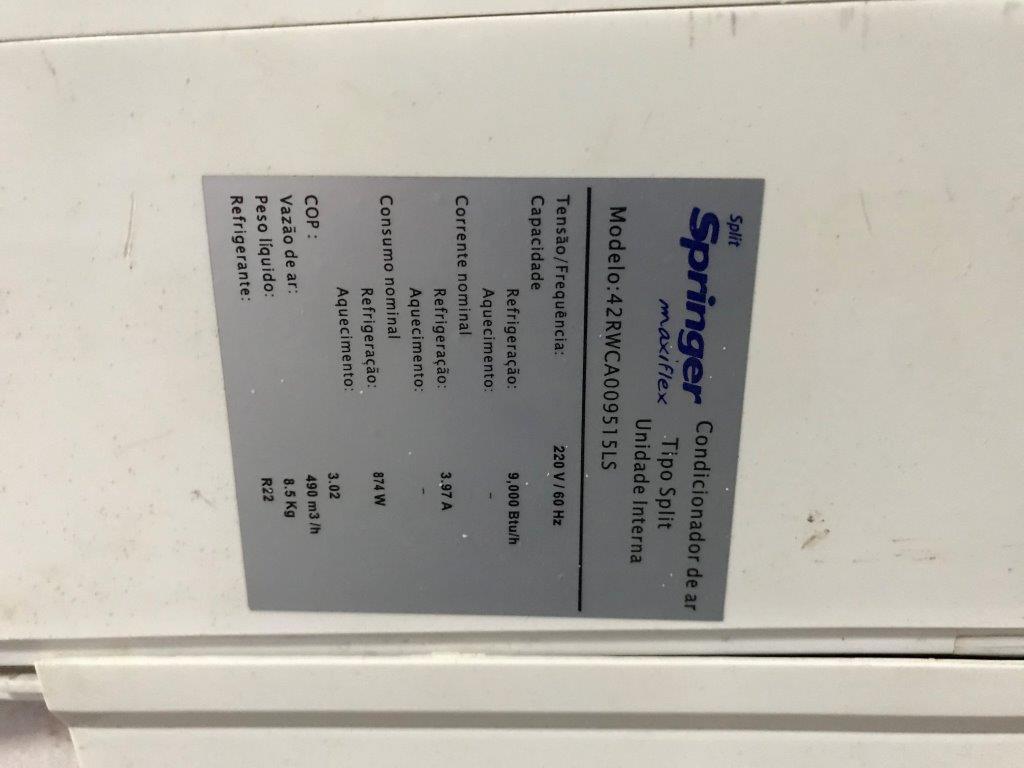 Split
Springer
maxiflex
Condicionador de ar
Tipo Split
Unidade Interna
Modelo:42RWCA009515LS
Tensão/Frequência: 220 V / 60 Hz
Capacidade
Refrigeração: 9,000 Btu/h
Aquecimento: -
Corrente nominal
Refrigeração: 3.97 A
Aquecimento: -
Consumo nominal
Refrigeração: 874 W
Aquecimento:
COP : 3.02
Vazão de ar: 490 m3 /h
Peso líquido: 8.5 Kg
Refrigerante: R22